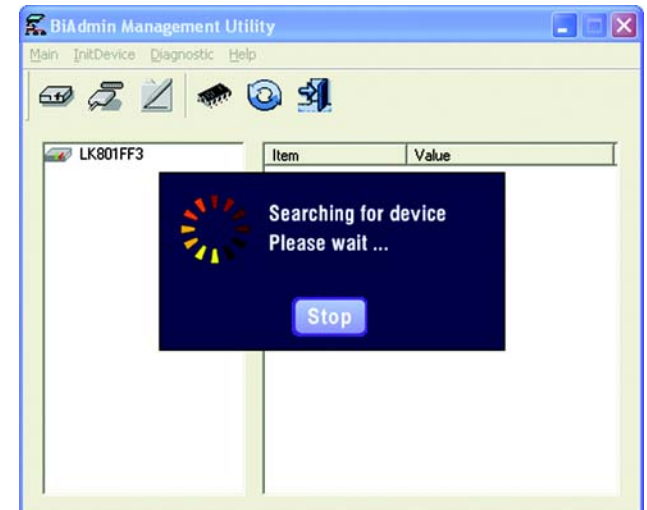 BiAdmin Management Utility
Main InitDevice Diagnostic Help
LK801FF3
Item Value
Searching for device
Please wait ...
Stop